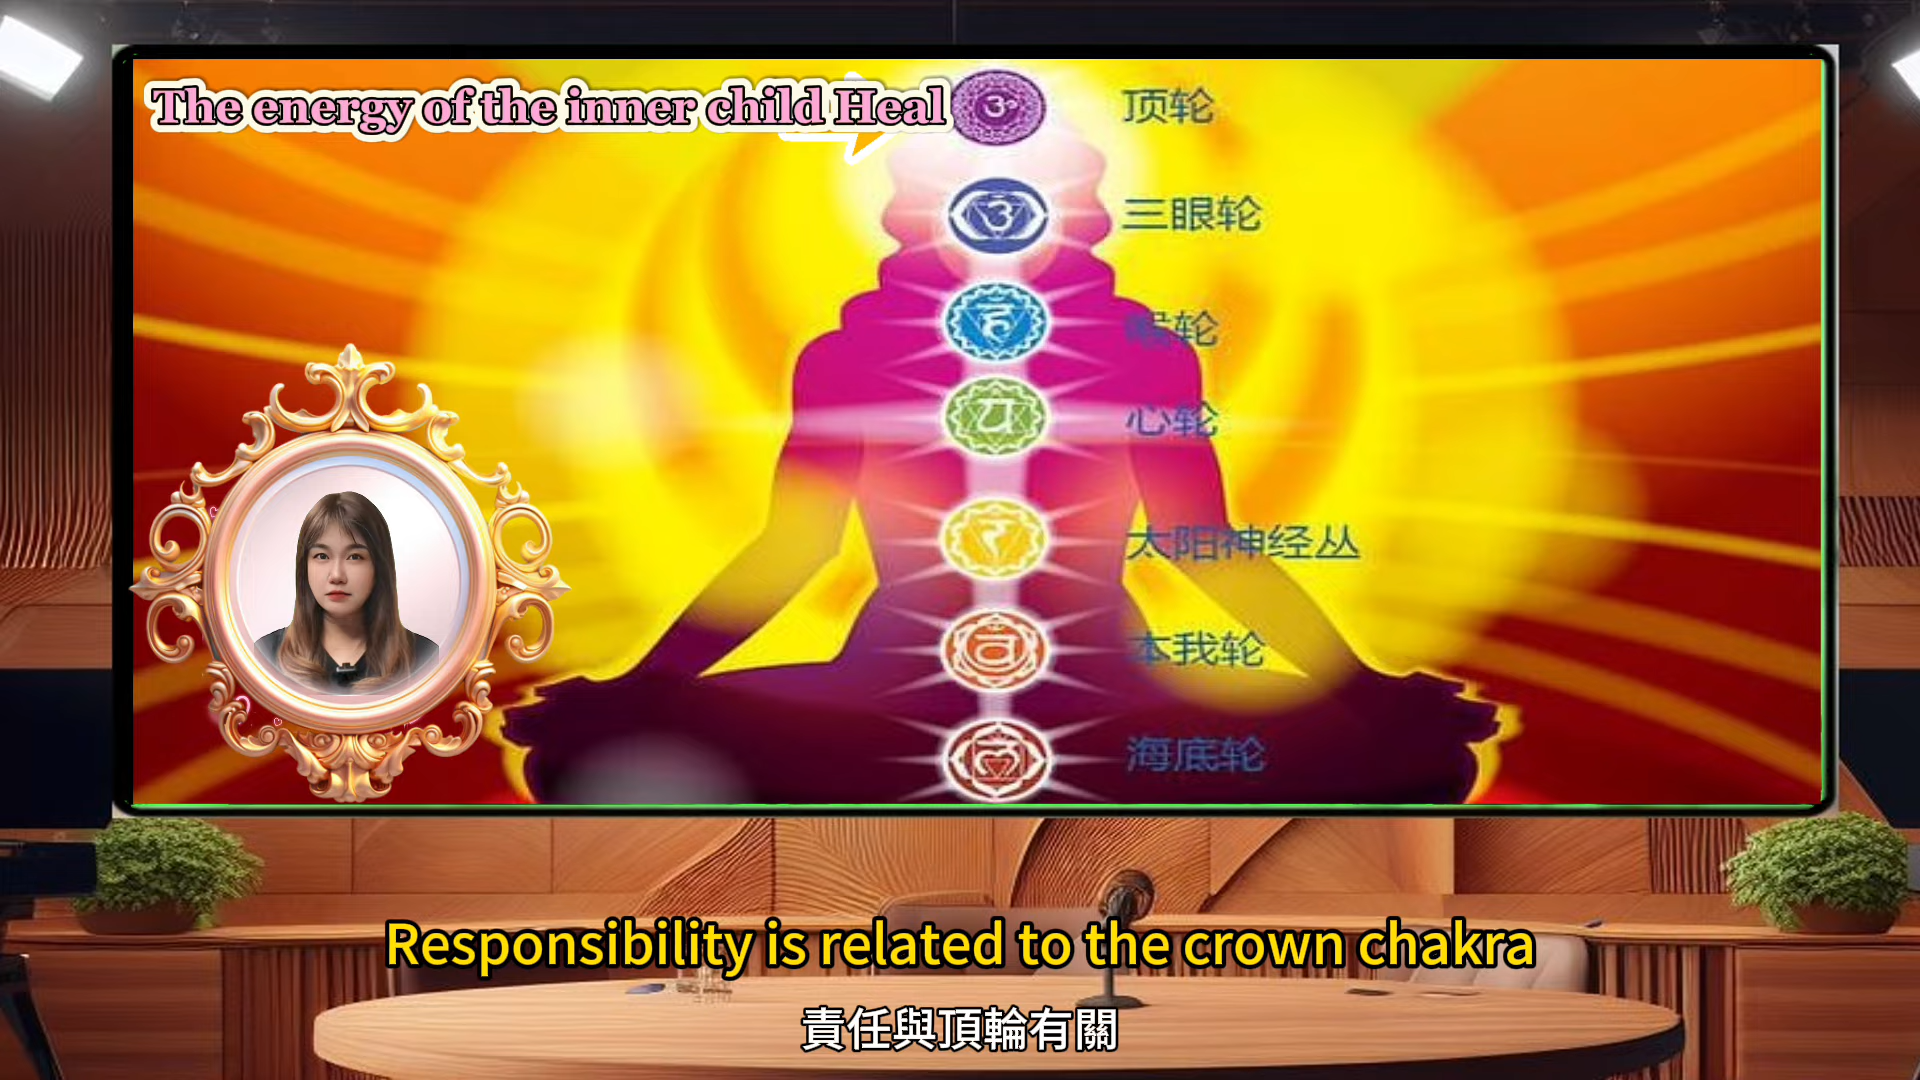 The energy of the inner child Heal
顶轮
三眼轮
喉轮
心轮
太阳神经丛
本我轮
海底轮
Responsibility is related to the crown chakra
責任與頂輪有關